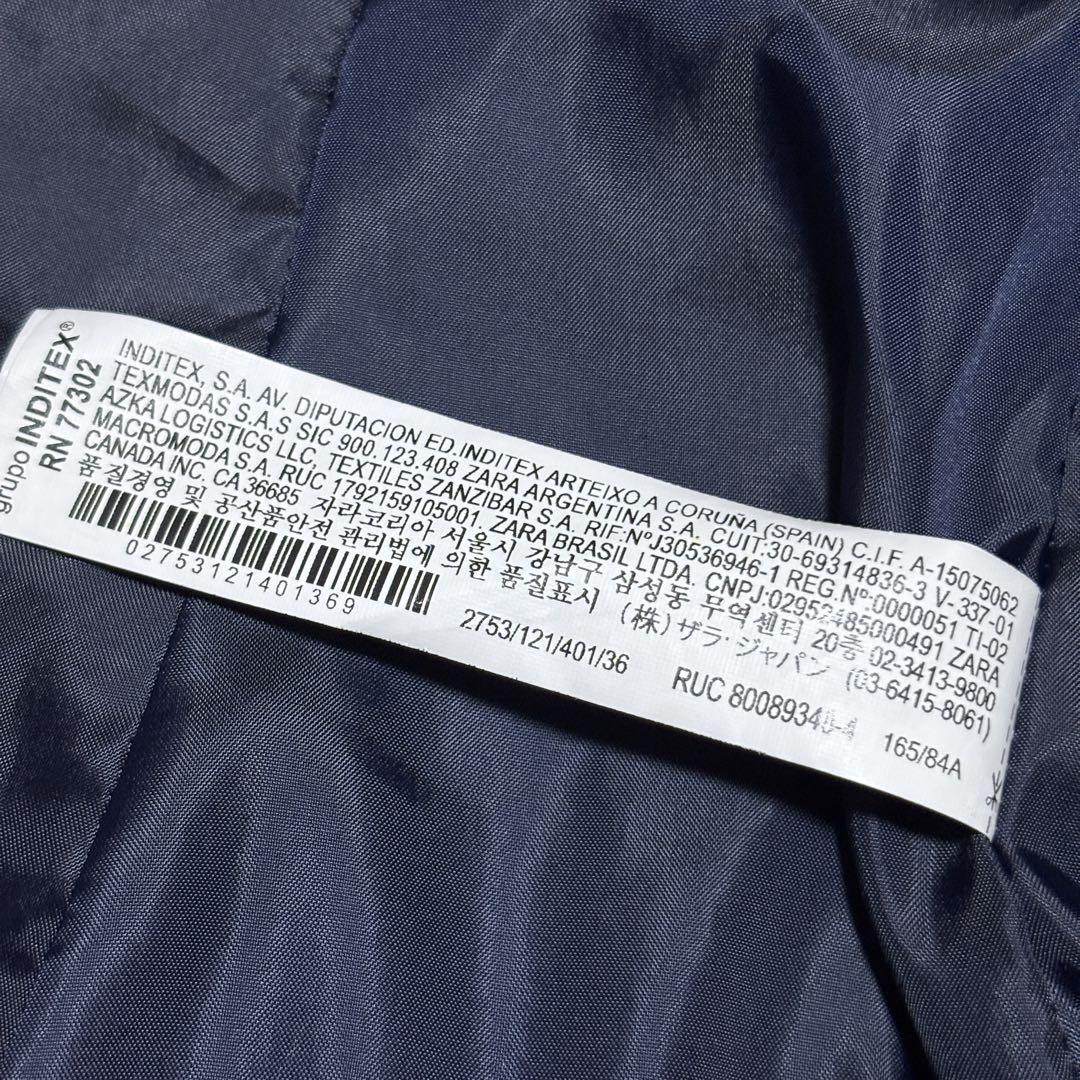 grupo INDITEX®
RN 77302
INDITEX, S.A. AV. DIPUTACION ED.INDITEX ARTEIXO A CORUÑA (SPAIN) C.I.F. A-15075062
TEXMODAS S.A.S SIC 900.123.408 ZARA ARGENTINA S.A. CUIT:30-69314836-3 V-337-01
AZKA LOGISTICS LLC, TEXTILES ZANZIBAR S.A. RIF:NºJ30536946-1 REG.Nº:0000051 TI-02
MACROMODA S.A. RUC 1792159105001. ZARA BRASIL LTDA. CNPJ:02952485000491 ZARA
CANADA INC. CA 36685 자라코리아 서울시 강남구 삼성동 무역센터 20층 02-3413-9800
품질경영 및 공사품안전 관리법에 의한 품질표시 (株)ザラ・ジャパン (03-6415-8061)
02753121401369
2753/121/401/36
RUC 80089340-4
165/84A